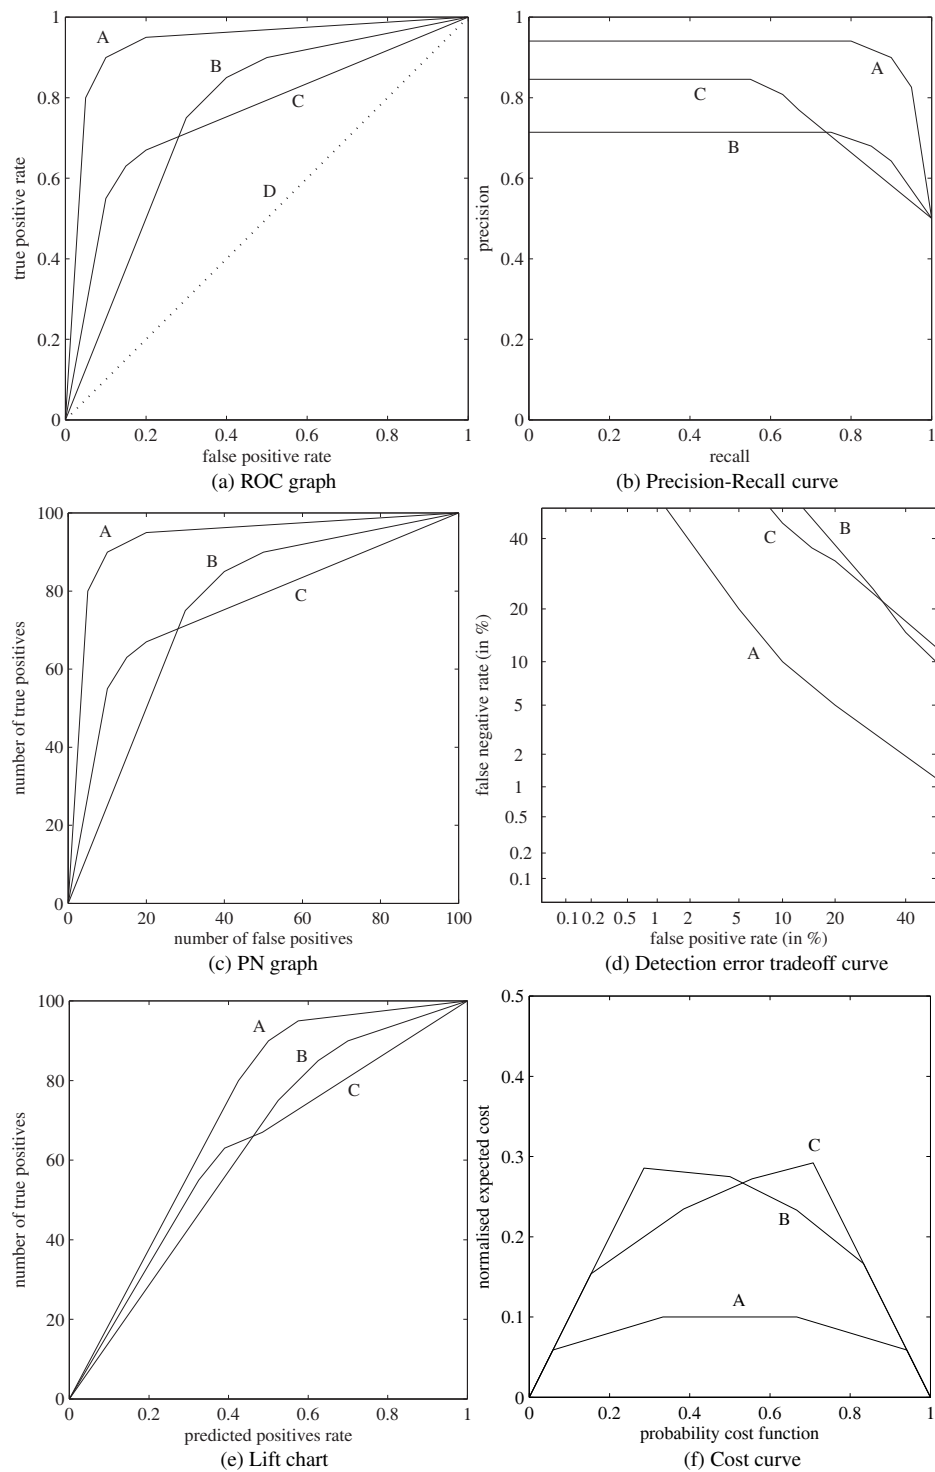 1
0.8
0.6
0.4
0.2
0
true positive rate
A
B
C
D
0
0.2
0.4
0.6
0.8
1
false positive rate
(a) ROC graph
1
0.8
0.6
0.4
0.2
0
precision
A
C
B
0
0.2
0.4
0.6
0.8
1
recall
(b) Precision-Recall curve
100
80
60
40
20
0
number of true positives
A
B
C
0
20
40
60
80
100
number of false positives
(c) PN graph
40
20
10
5
2
1
0.5
0.2
0.1
false negative rate (in %)
B
C
A
0.1
0.2
0.5
1
2
5
10
20
40
false positive rate (in %)
(d) Detection error tradeoff curve
100
80
60
40
20
0
number of true positives
A
B
C
0
0.2
0.4
0.6
0.8
1
predicted positives rate
(e) Lift chart
0.5
0.4
0.3
0.2
0.1
0
normalised expected cost
C
B
A
0
0.2
0.4
0.6
0.8
1
probability cost function
(f) Cost curve